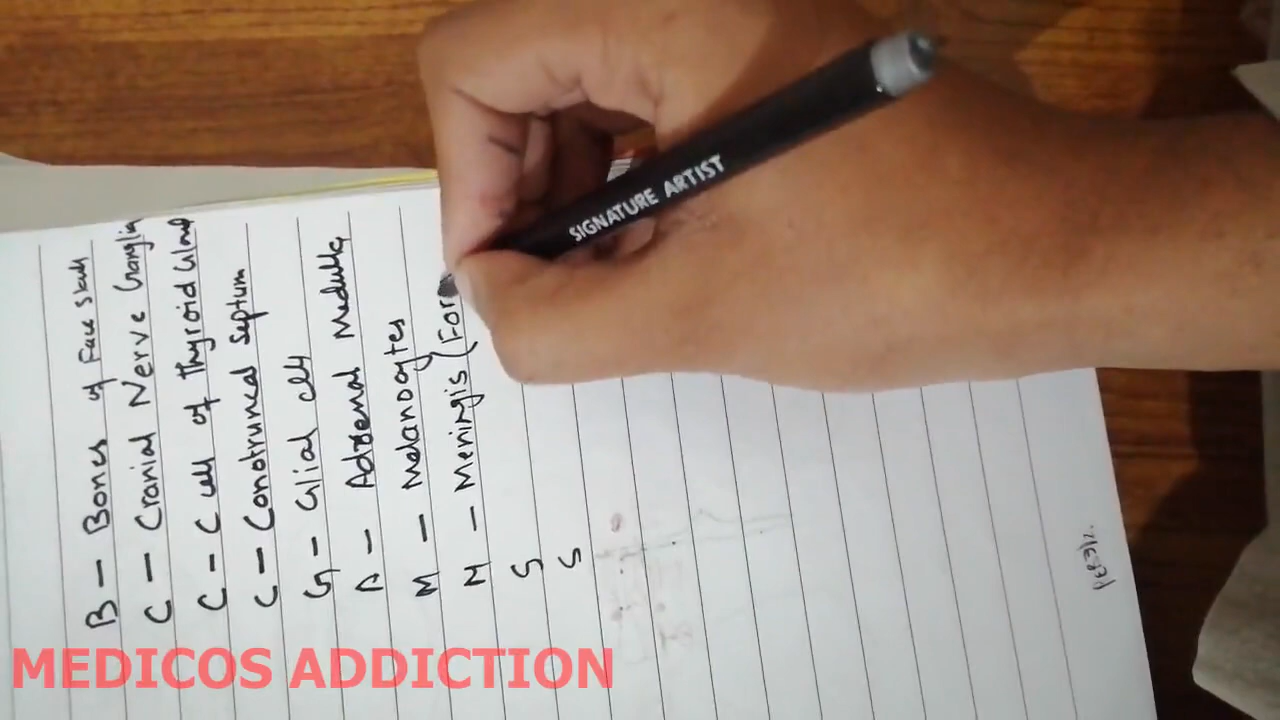 B - Bones of Face Skull
C - Cranial Nerve Ganglia
C - C cell of Thyroid Gland
C - Conotruncal Septum
G - Glial cell
A - Adrenal Medulla
M - Melanocytes
M - Meningis (For
S
S
SIGNATURE ARTIST
MEDICOS ADDICTION